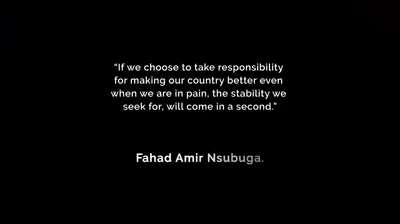 "If we choose to take responsibility
for making our country better even
when we are in pain, the stability we
seek for, will come in a second."
Fahad Amir Nsubuga.